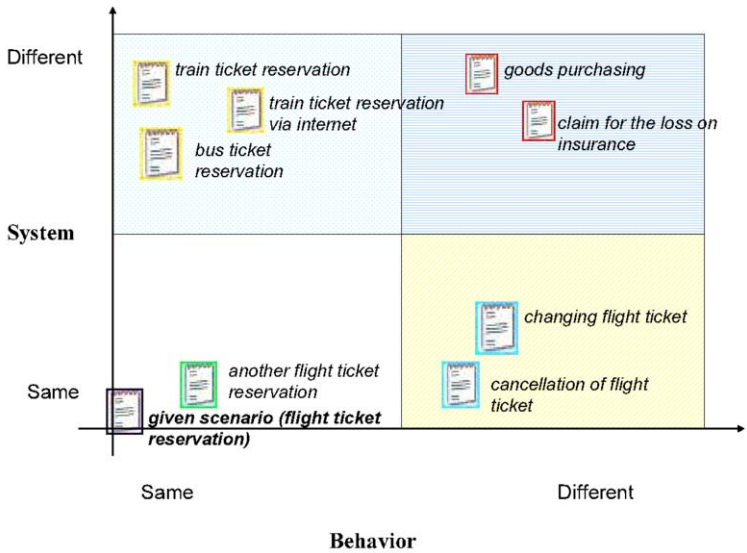 Different
train ticket reservation
train ticket reservation
via internet
bus ticket
reservation
goods purchasing
claim for the loss on
insurance
System
changing flight ticket
another flight ticket
reservation
cancellation of flight
ticket
Same
given scenario (flight ticket
reservation)
Same
Different
Behavior